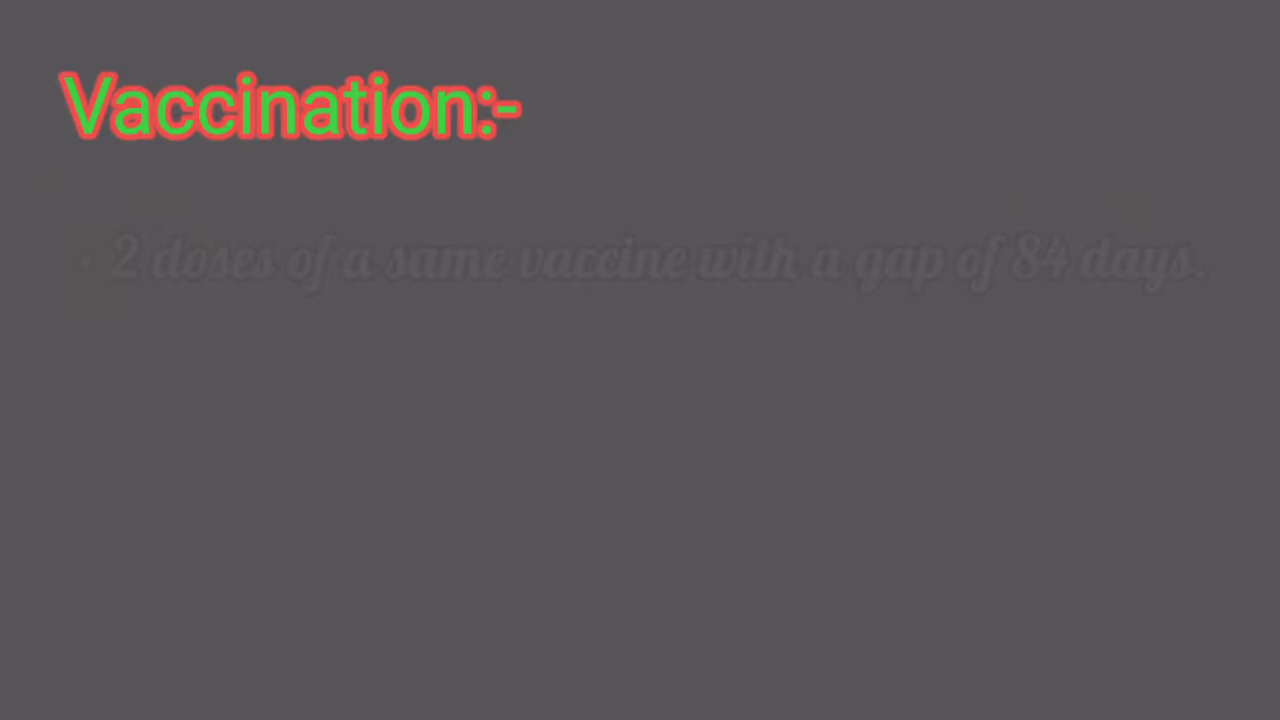 Vaccination:-
• 2 doses of a same vaccine with a gap of 84 days.